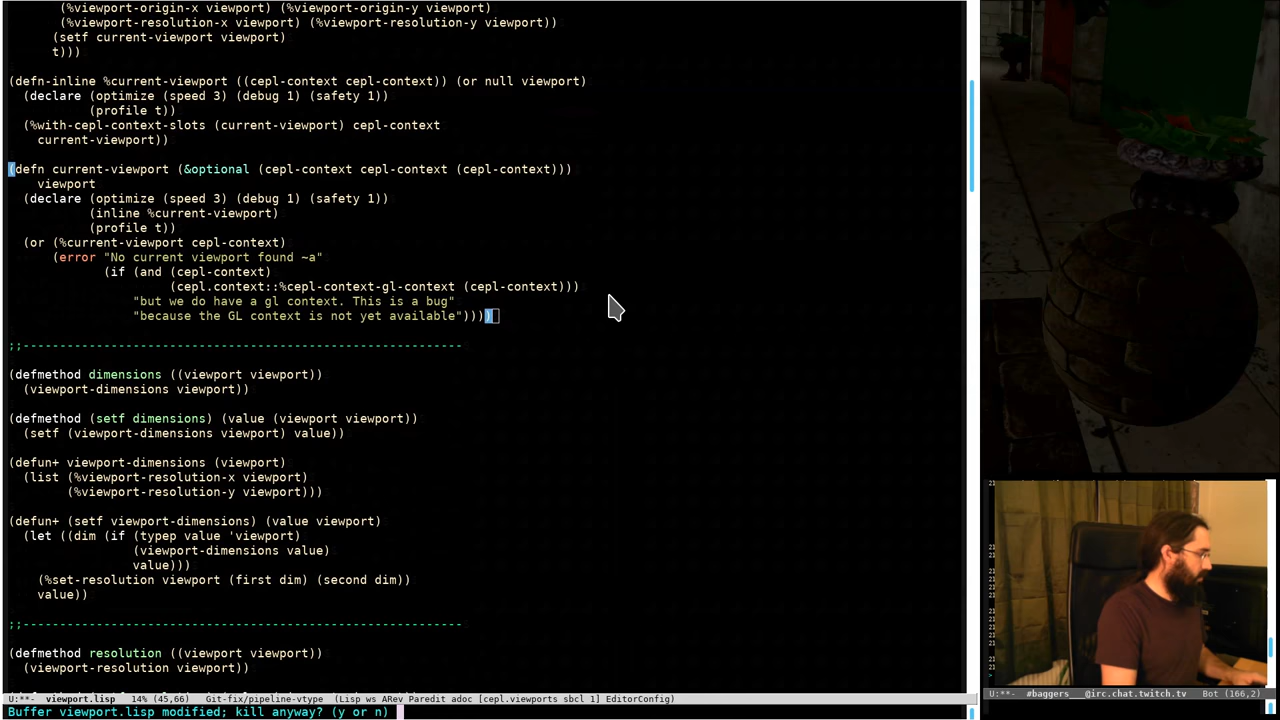 (%viewport-origin-x viewport) (%viewport-origin-y viewport)
(%viewport-resolution-x viewport) (%viewport-resolution-y viewport))
(setf current-viewport viewport)
t)))
(defn-inline %current-viewport ((cepl-context cepl-context)) (or null viewport)
(declare (optimize (speed 3) (debug 1) (safety 1))
(profile t))
(%with-cepl-context-slots (current-viewport) cepl-context
current-viewport))
(defn current-viewport (&optional (cepl-context cepl-context (cepl-context)))
viewport
(declare (optimize (speed 3) (debug 1) (safety 1))
(inline %current-viewport)
(profile t))
(or (%current-viewport cepl-context)
(error "No current viewport found ~a"
(if (and (cepl-context)
(cepl.context::%cepl-context-gl-context (cepl-context)))
"but we do have a gl context. This is a bug"
"because the GL context is not yet available"))))
;;------------------------------------------------------------
(defmethod dimensions ((viewport viewport))
(viewport-dimensions viewport))
(defmethod (setf dimensions) (value (viewport viewport))
(setf (viewport-dimensions viewport) value))
(defun+ viewport-dimensions (viewport)
(list (%viewport-resolution-x viewport)
(%viewport-resolution-y viewport)))
(defun+ (setf viewport-dimensions) (value viewport)
(let ((dim (if (typep value 'viewport)
(viewport-dimensions value)
value)))
(%set-resolution viewport (first dim) (second dim))
value))
;;------------------------------------------------------------
(defmethod resolution ((viewport viewport))
(viewport-resolution viewport))
U:**- viewport.lisp 14% (45,66) Git-fix/pipeline-vtype (Lisp ws ARev Paredit adoc [cepl.viewports sbcl 1] EditorConfig)
U:**- #baggers___@irc.chat.twitch.tv Bot (166,2)
Buffer viewport.lisp modified; kill anyway? (y or n)